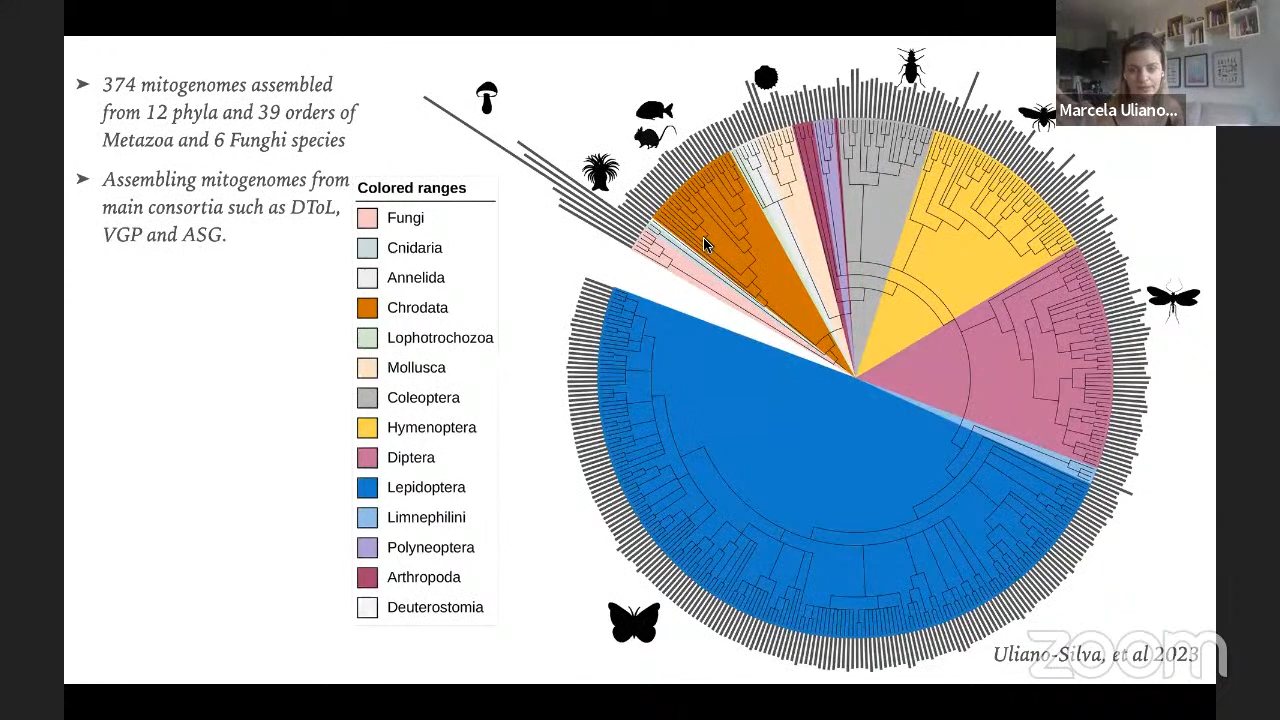 ➤ 374 mitogenomes assembled
from 12 phyla and 39 orders of
Metazoa and 6 Funghi species
➤ Assembling mitogenomes from
main consortia such as DToL,
VGP and ASG.
Colored ranges
Fungi
Cnidaria
Annelida
Chrodata
Lophotrochozoa
Mollusca
Coleoptera
Hymenoptera
Diptera
Lepidoptera
Limnephilini
Polyneoptera
Arthropoda
Deuterostomia
Marcela Uliano...
Uliano-Silva, et al 2023
zoom